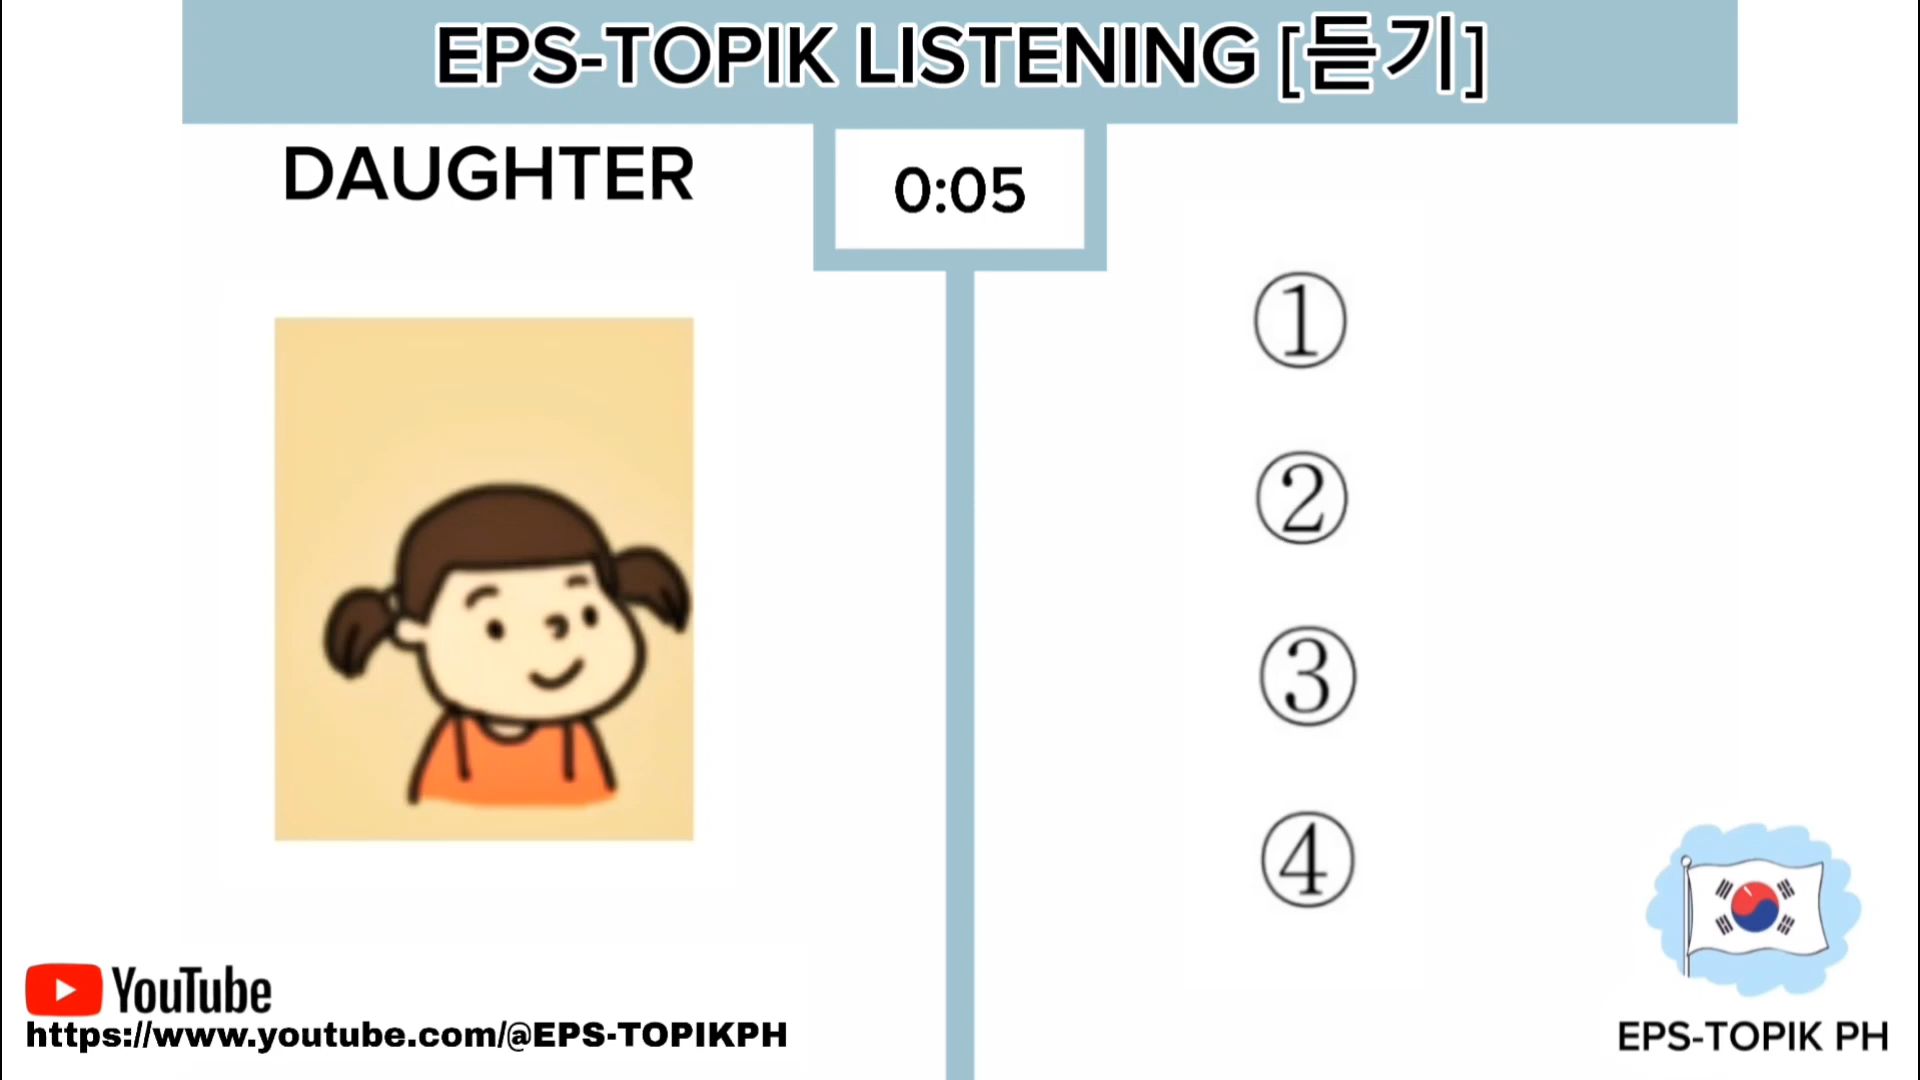 EPS-TOPIK LISTENING [듣기]
DAUGHTER
0:05
①
②
③
④
YouTube
https://www.youtube.com/@EPS-TOPIKPH
EPS-TOPIK PH